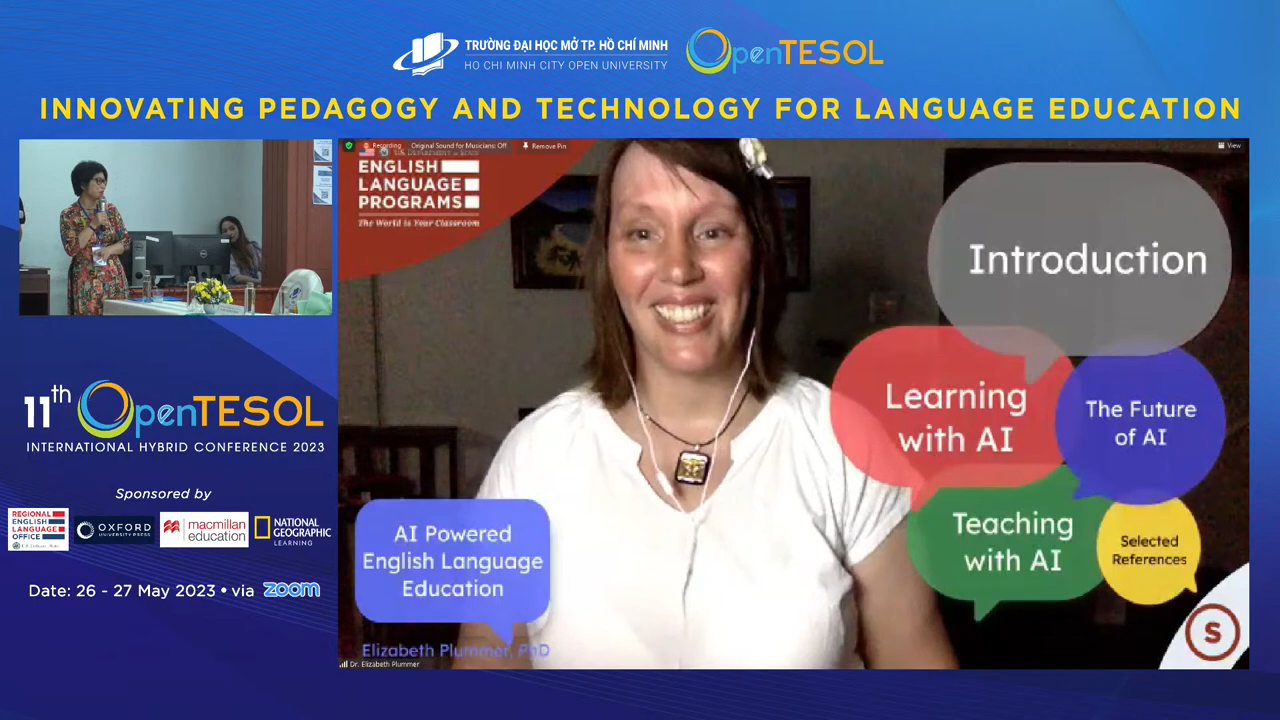 TRƯỜNG ĐẠI HỌC MỞ TP. HỒ CHÍ MINH
HO CHI MINH CITY OPEN UNIVERSITY
OpenTESOL
INNOVATING PEDAGOGY AND TECHNOLOGY FOR LANGUAGE EDUCATION
Recording
Original Sound for Musicians: Off
Remove Pin
View
ENGLISH
LANGUAGE
PROGRAMS
The World is Your Classroom
Introduction
Learning
with AI
The Future
of AI
Teaching
with AI
Selected
References
S
AI Powered
English Language
Education
Elizabeth Plummer, PhD
Dr. Elizabeth Plummer
11th OpenTESOL
INTERNATIONAL HYBRID CONFERENCE 2023
Sponsored by
REGIONAL
ENGLISH
LANGUAGE
OFFICE
OXFORD
UNIVERSITY PRESS
macmillan
education
NATIONAL
GEOGRAPHIC
LEARNING
Date: 26 - 27 May 2023 • via zoom